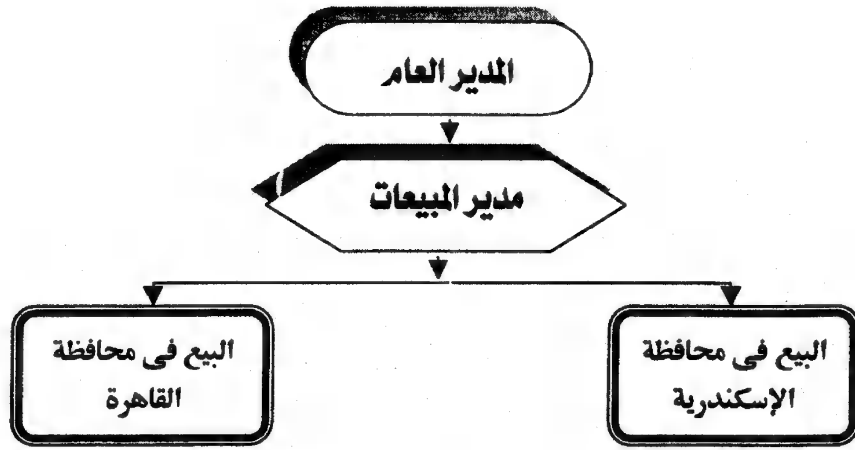 المدير العام
مدير المبيعات
البيع فى محافظة
الإسكندرية
البيع فى محافظة
القاهرة